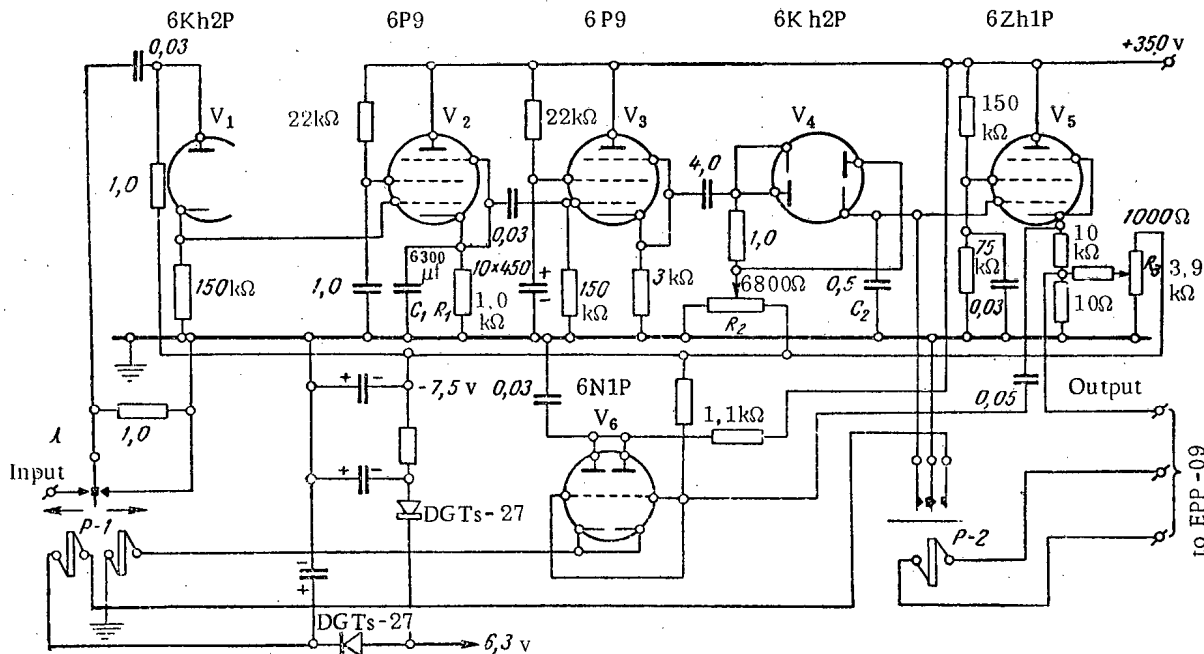 6Kh2P 6P9 6P9 6Kh2P 6Zh1P
0,03
+350 v
V1 V2 V3 V4 V5
22kΩ 22kΩ 150 kΩ
1,0 4,0 1000Ω
0,03
6300 μf 10×450 1,0 10 kΩ
150kΩ 1,0 C1 R1 1,0 kΩ 150 kΩ 3kΩ 6800Ω 0,5 75 kΩ R3 3,9 kΩ
R2 C2 0,03 10Ω
-7,5 v 0,03 6N1P 0,05 Output
1,0 V6 1,1kΩ
λ
Input
DGTs-27
P-1 P-2 to EPP-09
DGTs-27 6,3 v